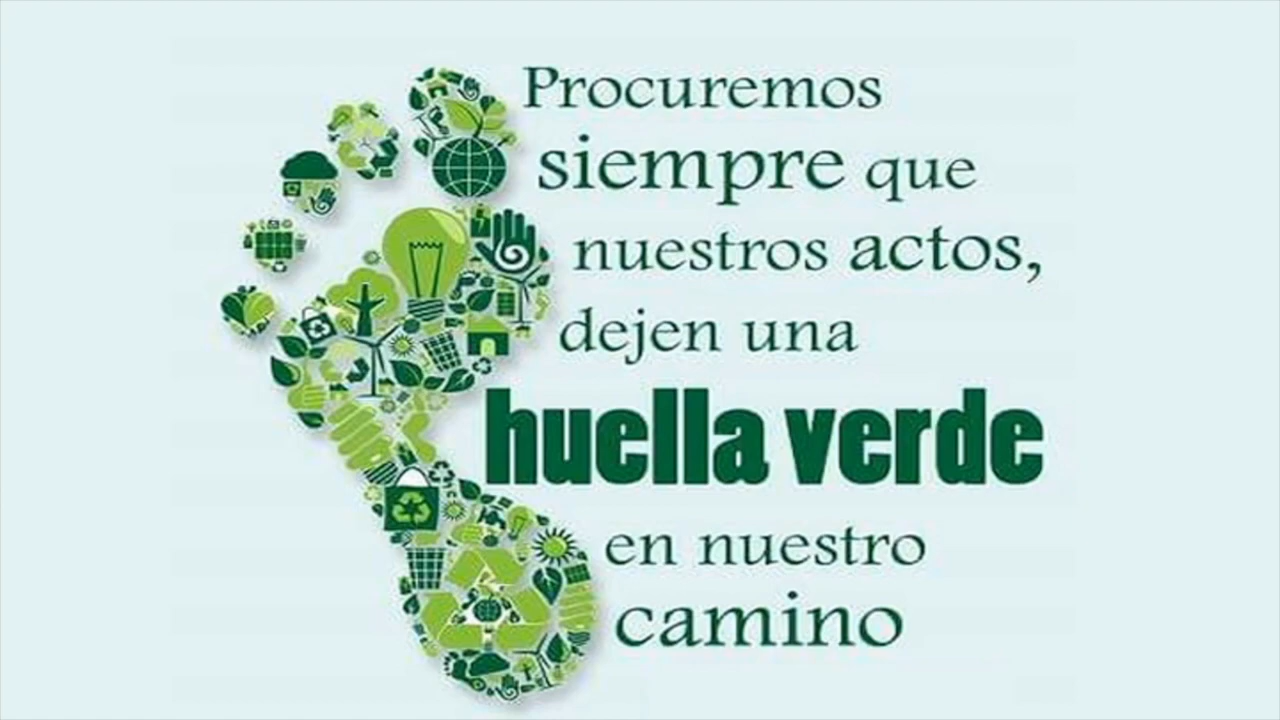 Procuremos
siempre que
nuestros actos,
dejen una
huella verde
en nuestro
camino